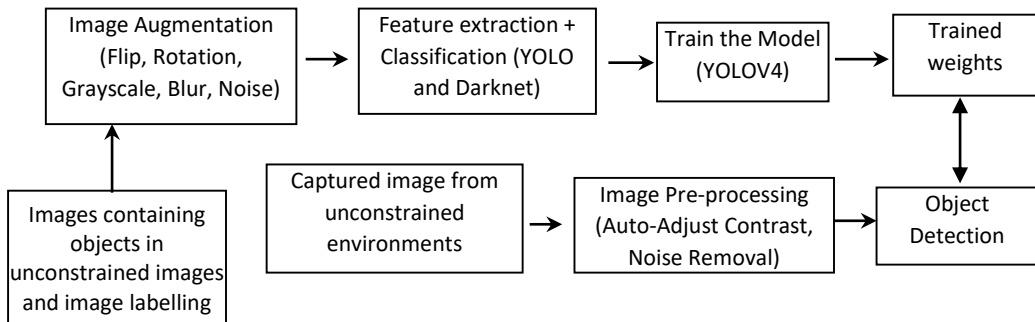 Image Augmentation
(Flip, Rotation,
Grayscale, Blur, Noise)
Feature extraction +
Classification (YOLO
and Darknet)
Train the Model
(YOLOV4)
Trained
weights
Images containing
objects in
unconstrained images
and image labelling
Captured image from
unconstrained
environments
Image Pre-processing
(Auto-Adjust Contrast,
Noise Removal)
Object
Detection